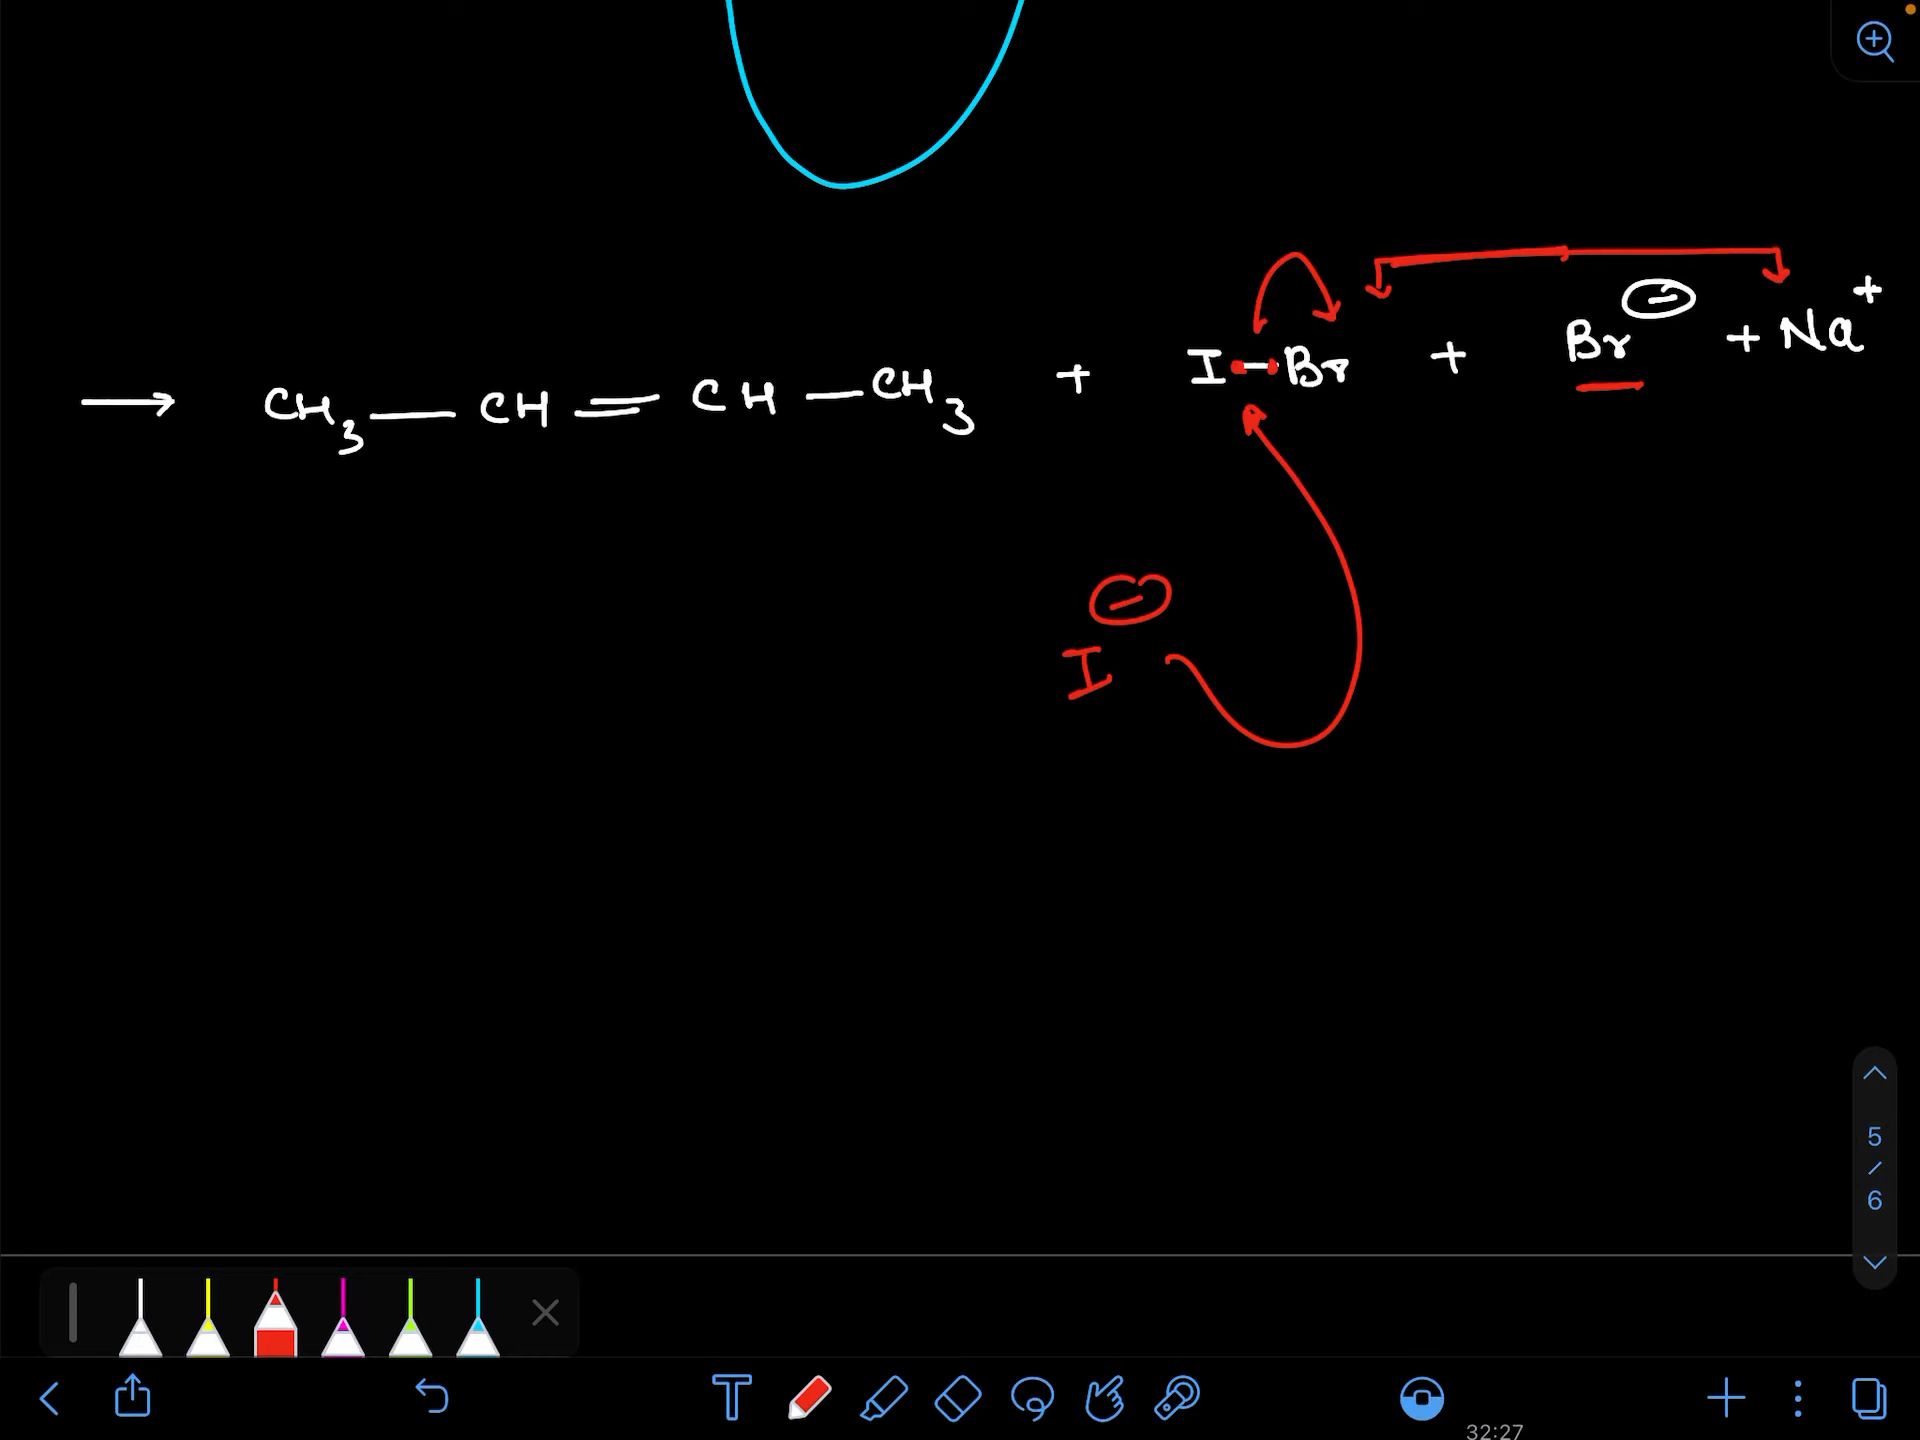 ⟶ CH₃—CH=CH—CH₃ + I—Br + Br⊖ + Na⁺
I⊖
5
/
6
32:27